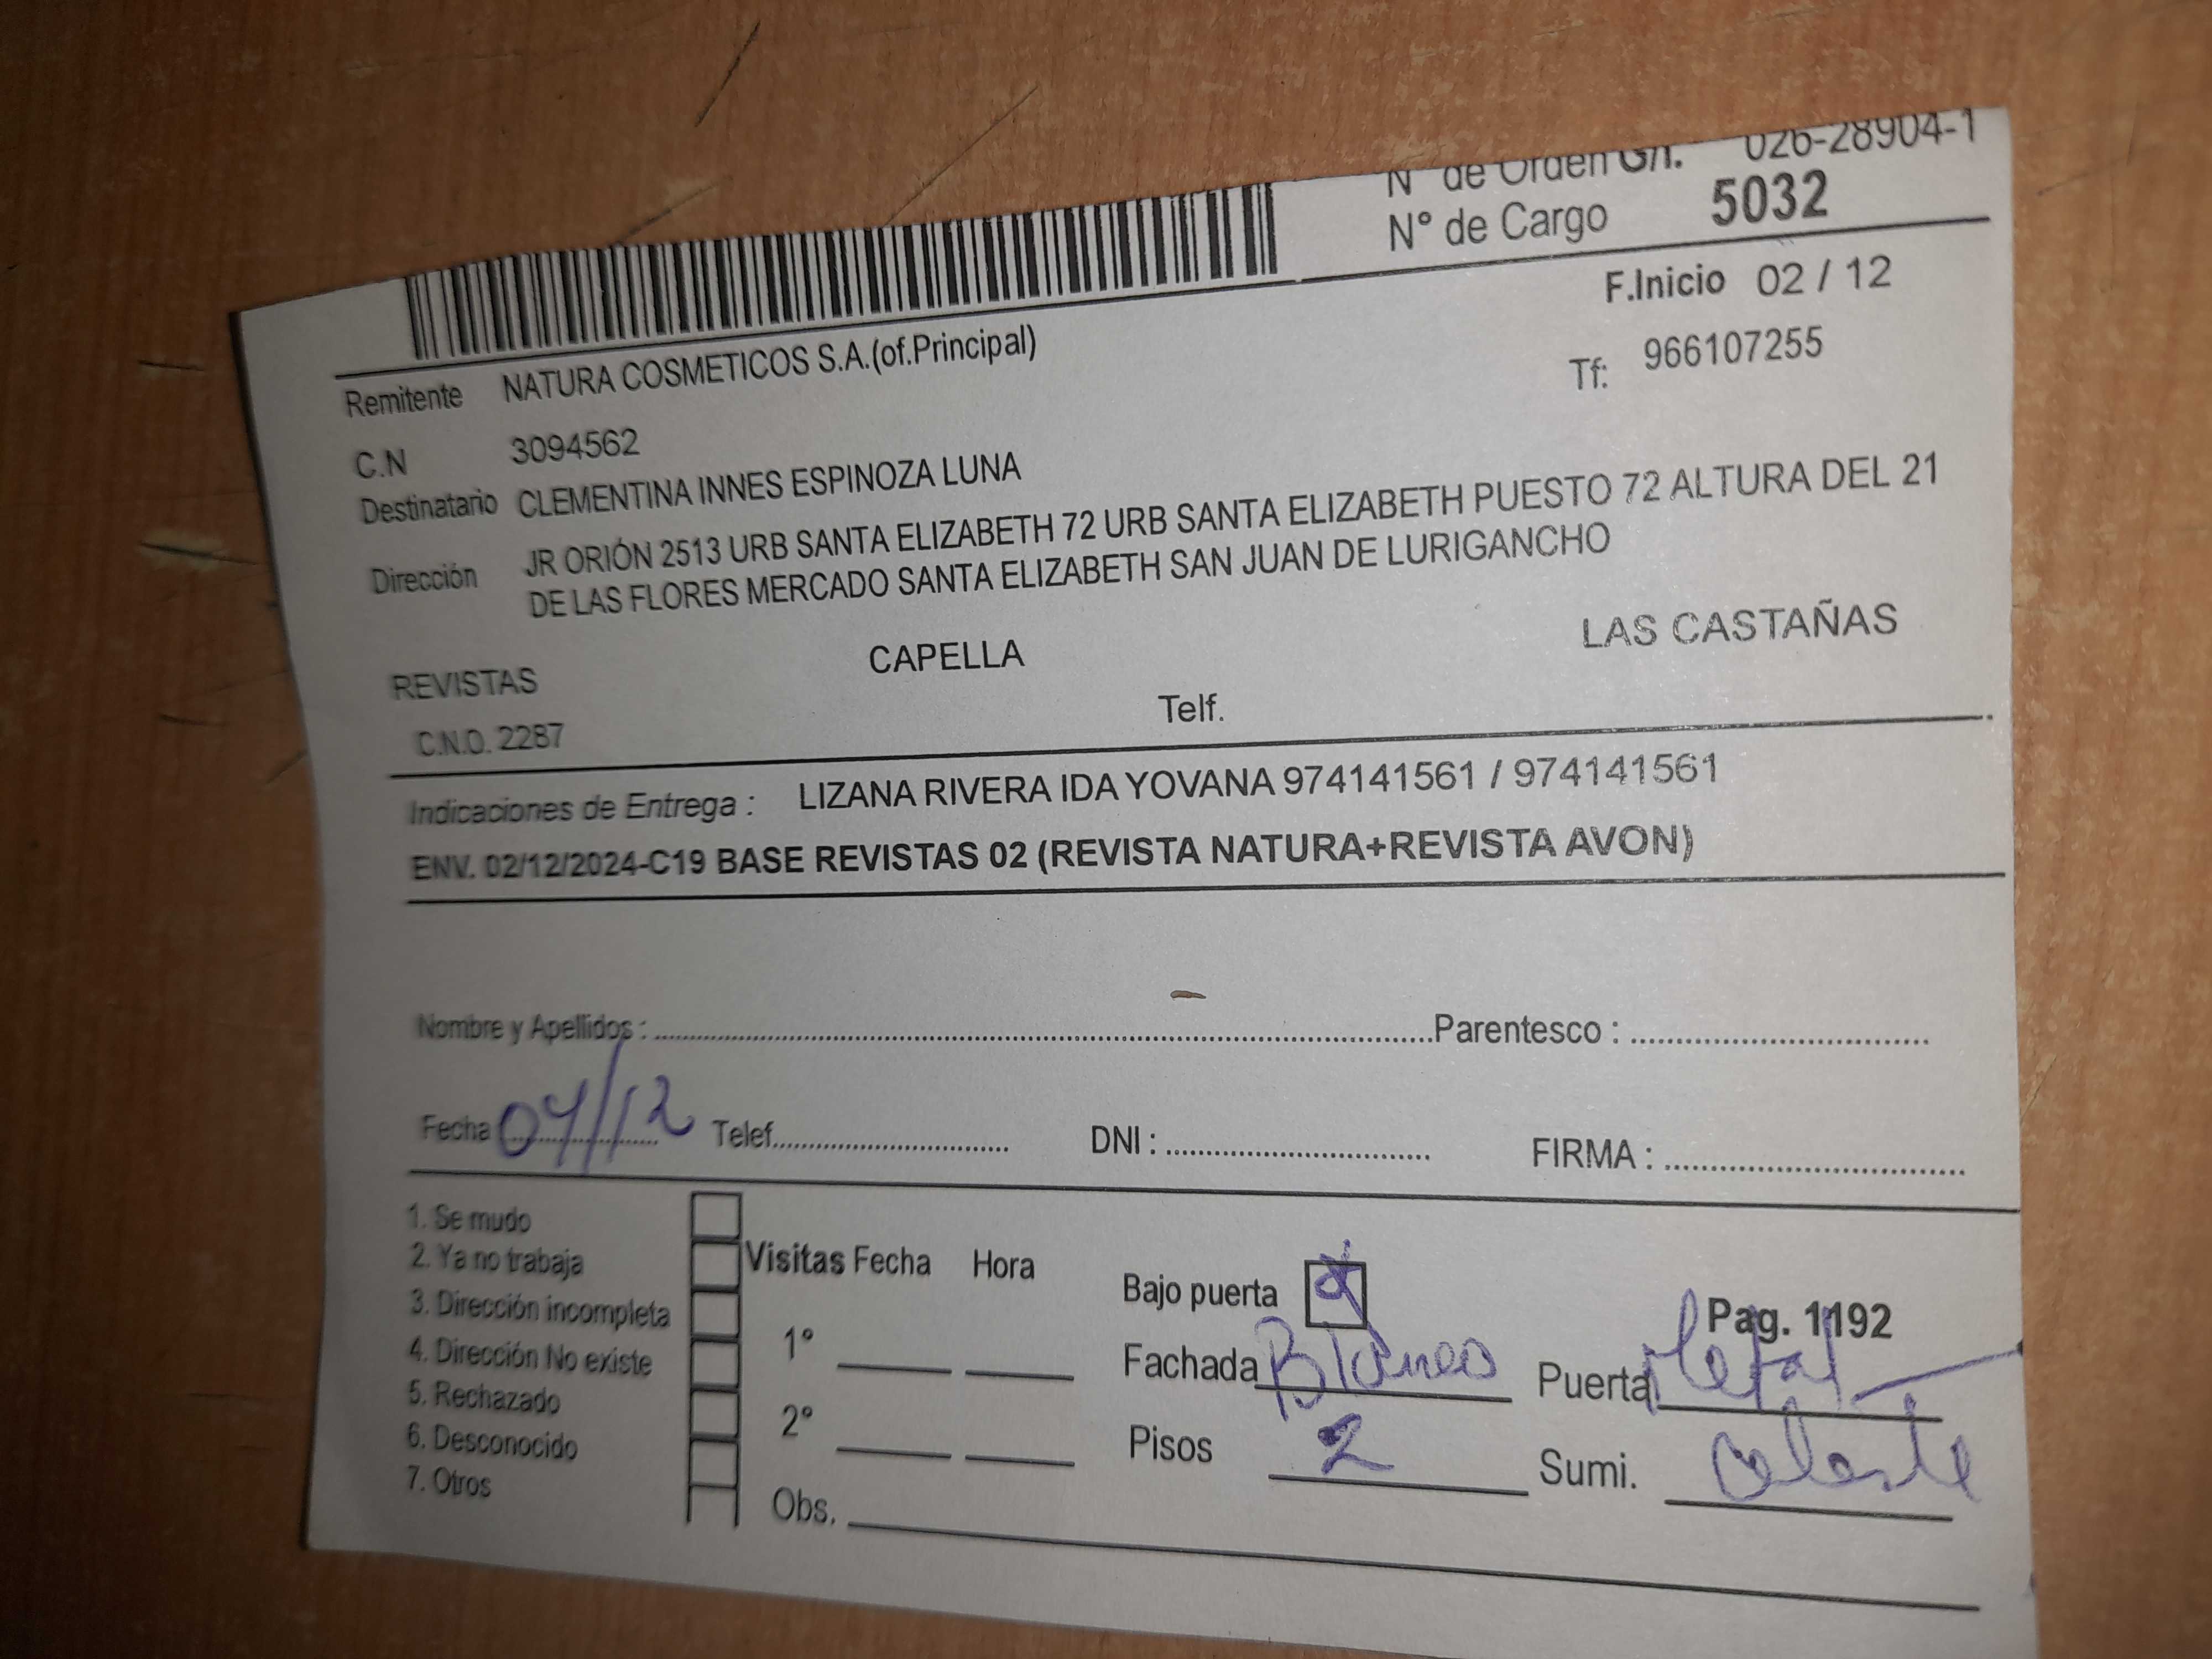 N° de Orden G/I. 026-28904-1
N° de Cargo 5032
F.Inicio 02 / 12
Remitente NATURA COSMETICOS S.A.(of.Principal) Tf: 966107255
C.N 3094562
Destinatario CLEMENTINA INNES ESPINOZA LUNA
Dirección JR ORIÓN 2513 URB SANTA ELIZABETH 72 URB SANTA ELIZABETH PUESTO 72 ALTURA DEL 21
DE LAS FLORES MERCADO SANTA ELIZABETH SAN JUAN DE LURIGANCHO
REVISTAS CAPELLA LAS CASTAÑAS
C.N.O. 2287 Telf.
Indicaciones de Entrega : LIZANA RIVERA IDA YOVANA 974141561 / 974141561
ENV. 02/12/2024-C19 BASE REVISTAS 02 (REVISTA NATURA+REVISTA AVON)
Nombre y Apellidos : Parentesco :
Fecha 04/12 Telef. DNI : FIRMA :
1. Se mudo
2. Ya no trabaja
3. Dirección incompleta
4. Dirección No existe
5. Rechazado
6. Desconocido
7. Otros
Visitas Fecha Hora
1°
2°
Obs.
Bajo puerta x
Pag. 1192
Fachada Blanco Puerta Metal
Pisos 2 Sumi. celeste